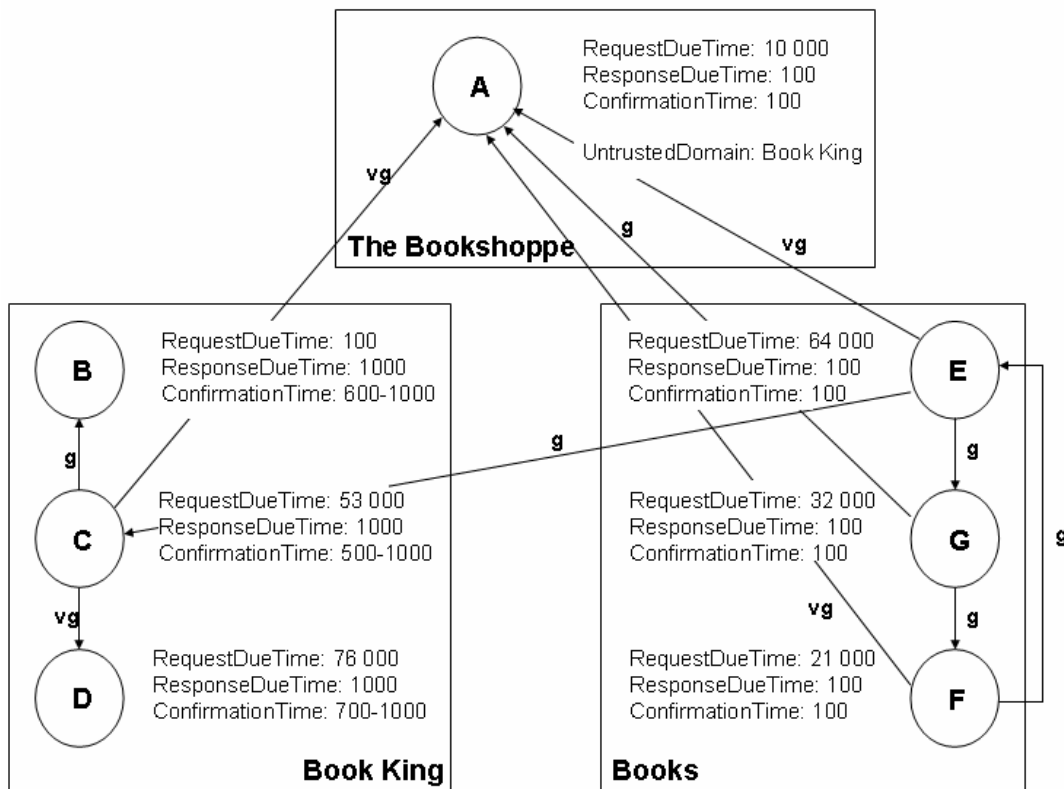 A
RequestDueTime: 10 000
ResponseDueTime: 100
ConfirmationTime: 100
UntrustedDomain: Book King
vg
g
vg
The Bookshoppe
B
RequestDueTime: 100
ResponseDueTime: 1000
ConfirmationTime: 600-1000
g
C
RequestDueTime: 53 000
ResponseDueTime: 1000
ConfirmationTime: 500-1000
vg
D
RequestDueTime: 76 000
ResponseDueTime: 1000
ConfirmationTime: 700-1000
Book King
g
RequestDueTime: 64 000
ResponseDueTime: 100
ConfirmationTime: 100
E
g
RequestDueTime: 32 000
ResponseDueTime: 100
ConfirmationTime: 100
G
g
vg
g
RequestDueTime: 21 000
ResponseDueTime: 100
ConfirmationTime: 100
F
Books